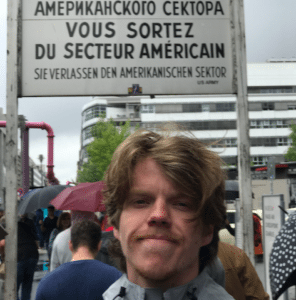 АМЕРИКАНСКОГО СЕКТОРА
VOUS SORTEZ
DU SECTEUR AMÉRICAIN
SIE VERLASSEN DEN AMERIKANISCHEN SEKTOR